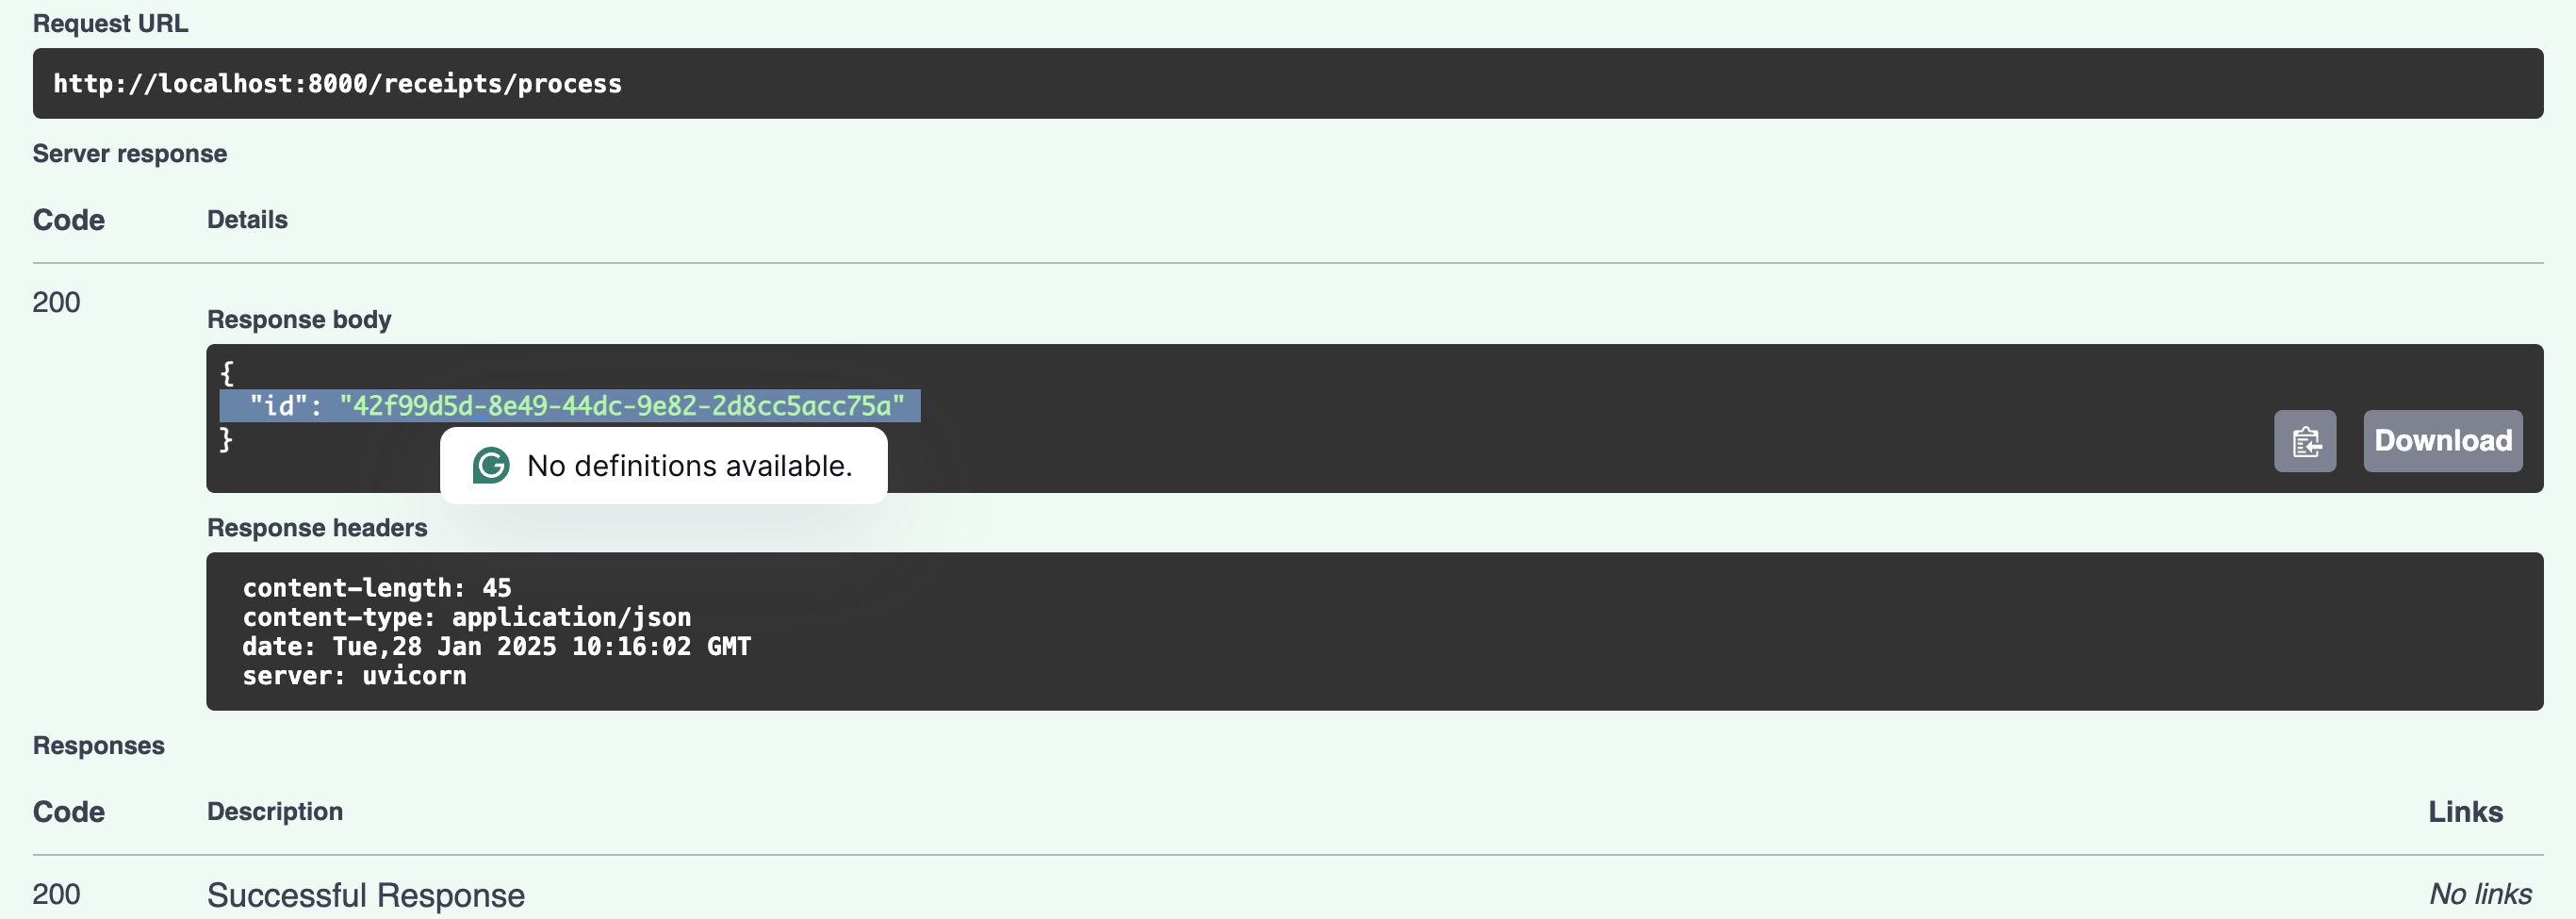 Request URL
http://localhost:8000/receipts/process
Server response
Code Details
200
Response body
{
"id": "42f99d5d-8e49-44dc-9e82-2d8cc5acc75a"
}
No definitions available.
Download
Response headers
content-length: 45
content-type: application/json
date: Tue,28 Jan 2025 10:16:02 GMT
server: uvicorn
Responses
Code Description Links
200 Successful Response No links